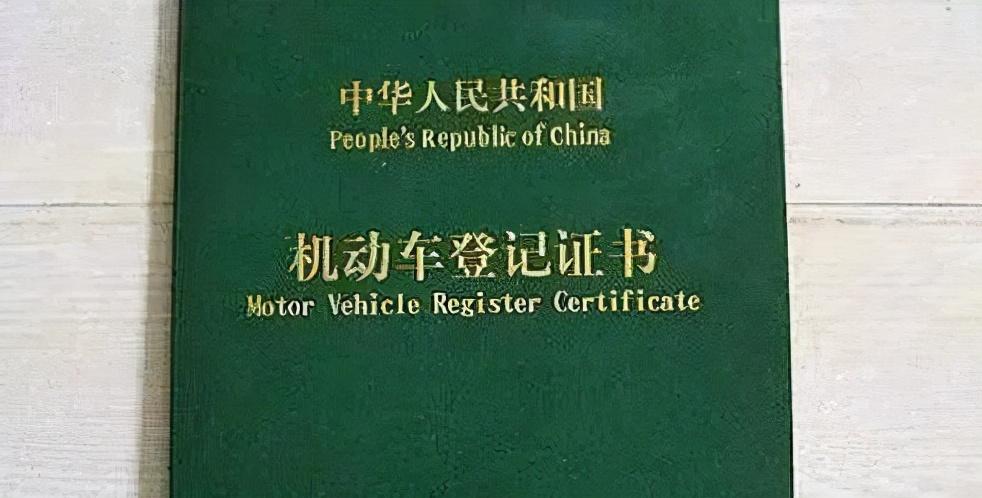 中华人民共和国
People's Republic of China
机动车登记证书
Motor Vehicle Register Certificate